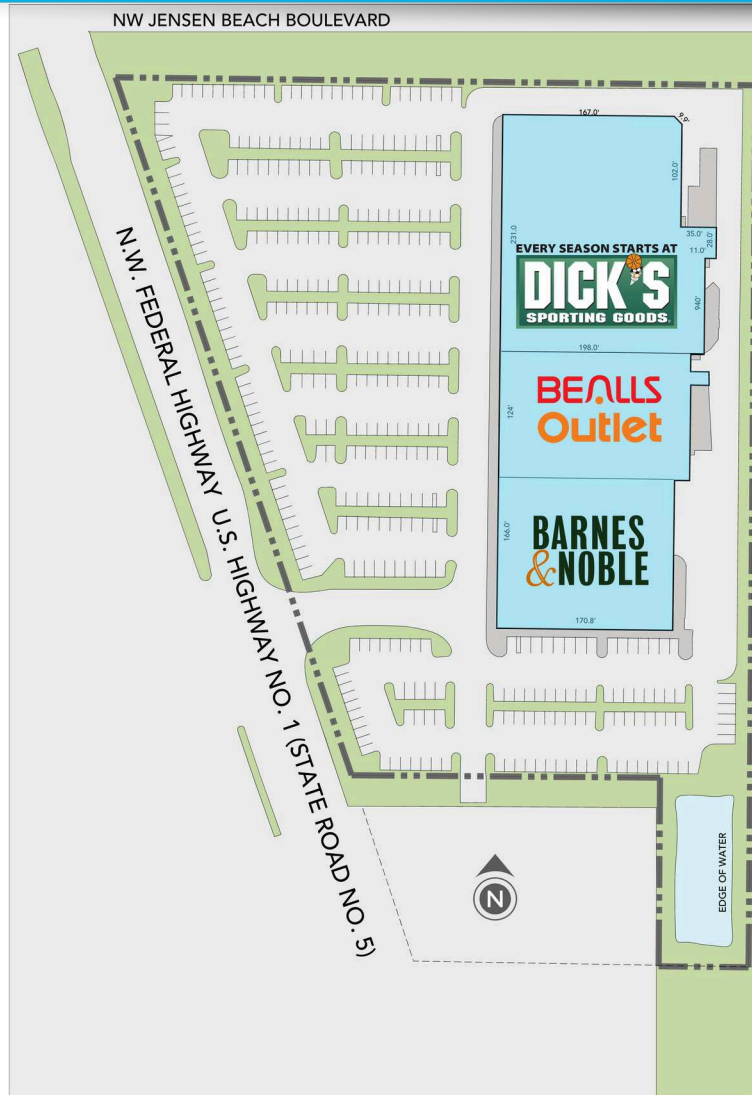 NW JENSEN BEACH BOULEVARD
167.0'
102.0'
231.0
35.0'
11.0'
28.0'
EVERY SEASON STARTS AT
DICK'S
SPORTING GOODS
940'
198.0'
BEALLS
Outlet
124'
166.0'
BARNES
&NOBLE
170.8'
N.W. FEDERAL HIGHWAY U.S. HIGHWAY NO. 1 (STATE ROAD NO. 5)
N
EDGE OF WATER